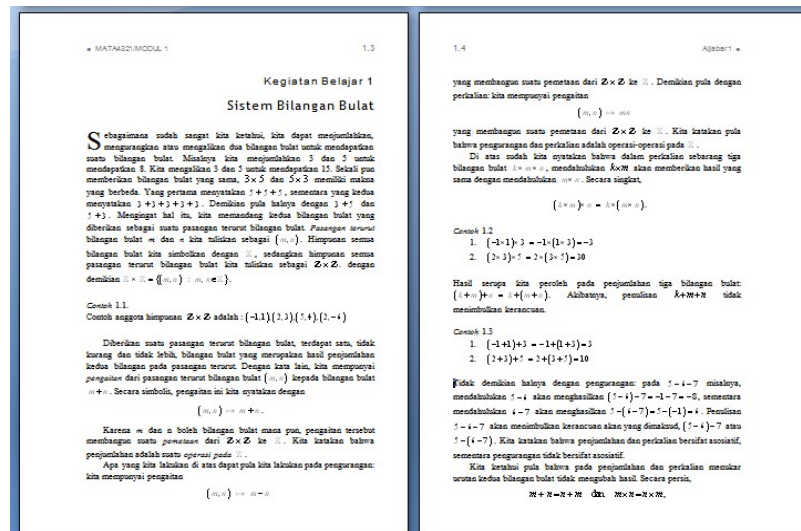 MATA4321/MODUL 1
1.3
Kegiatan Belajar 1
Sistem Bilangan Bulat
Sebagaimana sudah sangat kita ketahui, kita dapat menjumlahkan,
mengurangkan atau mengalikan dua bilangan bulat untuk mendapatkan
suatu bilangan bulat. Misalnya kita menjumlahkan 3 dan 5 untuk
mendapatkan 8. Kita mengalikan 3 dan 5 untuk mendapatkan 15. Sekali pun
memberikan bilangan bulat yang sama, 3×5 dan 5×3 memiliki makna
yang berbeda. Yang pertama menyatakan 5+5+5, sementara yang kedua
menyatakan 3+3+3+3+3. Demikian pula halnya dengan 3+5 dan
5+3. Mengingat hal itu, kita memandang kedua bilangan bulat yang
diberikan sebagai suatu pasangan terurut bilangan bulat. Pasangan terurut
bilangan bulat m dan n kita tuliskan sebagai (m,n). Himpunan semua
bilangan bulat kita simbolkan dengan ℤ, sedangkan himpunan semua
pasangan terurut bilangan bulat kita tuliskan sebagai ℤ×ℤ. dengan
demikian ℤ × ℤ = {(m,n) : m,n∈ℤ}.
Contoh 1.1.
Contoh anggota himpunan ℤ×ℤ adalah : (-1,1),(2,3),(5,4),(2,-6)
Diberikan suatu pasangan terurut bilangan bulat, terdapat satu, tidak
kurang dan tidak lebih, bilangan bulat yang merupakan hasil penjumlahan
kedua bilangan pada pasangan terurut. Dengan kata lain, kita mempunyai
pengaitan dari pasangan terurut bilangan bulat (m,n) kepada bilangan bulat
m+n. Secara simbolis, pengaitan ini kita nyatakan dengan
(m,n) ↦ m+n.
Karena m dan n boleh bilangan bulat mana pun, pengaitan tersebut
membangun suatu pemetaan dari ℤ×ℤ ke ℤ. Kita katakan bahwa
penjumlahan adalah suatu operasi pada ℤ.
Apa yang kita lakukan di atas dapat pula kita lakukan pada pengurangan:
kita mempunyai pengaitan
(m,n) ↦ m−n
1.4
Aljabar 1
yang membangun suatu pemetaan dari ℤ×ℤ ke ℤ. Demikian pula dengan
perkalian: kita mempunyai pengaitan
(m,n) ↦ mn
yang membangun suatu pemetaan dari ℤ×ℤ ke ℤ. Kita katakan pula
bahwa pengurangan dan perkalian adalah operasi-operasi pada ℤ.
Di atas sudah kita nyatakan bahwa dalam perkalian sebarang tiga
bilangan bulat k×m×n, mendahulukan k×m akan memberikan hasil yang
sama dengan mendahulukan m×n. Secara singkat,
(k×m)×n = k×(m×n).
Contoh 1.2
1. (-1×1)×3 = -1×(1×3)=-3
2. (2×3)×5 = 2×(3×5)=30
Hasil serupa kita peroleh pada penjumlahan tiga bilangan bulat:
(k+m)+n = k+(m+n). Akibatnya, penulisan k+m+n tidak
menimbulkan kerancuan.
Contoh 1.3
1. (-1+1)+3 = -1+(1+3)=3
2. (2+3)+5 = 2+(3+5)=10
Tidak demikian halnya dengan pengurangan: pada 5−6−7 misalnya,
mendahulukan 5−6 akan menghasilkan (5−6)−7=−1−7=−8, sementara
mendahulukan 6−7 akan menghasilkan 5−(6−7)=5−(−1)=6. Penulisan
5−6−7 akan menimbulkan kerancuan akan yang dimaksud, (5−6)−7 atau
5−(6−7). Kita katakan bahwa penjumlahan dan perkalian bersifat asosiatif,
sementara pengurangan tidak bersifat asosiatif.
Kita ketahui pula bahwa pada penjumlahan dan perkalian menukar
urutan kedua bilangan bulat tidak mengubah hasil. Secara persis,
m+n=n+m dan m×n=n×m,